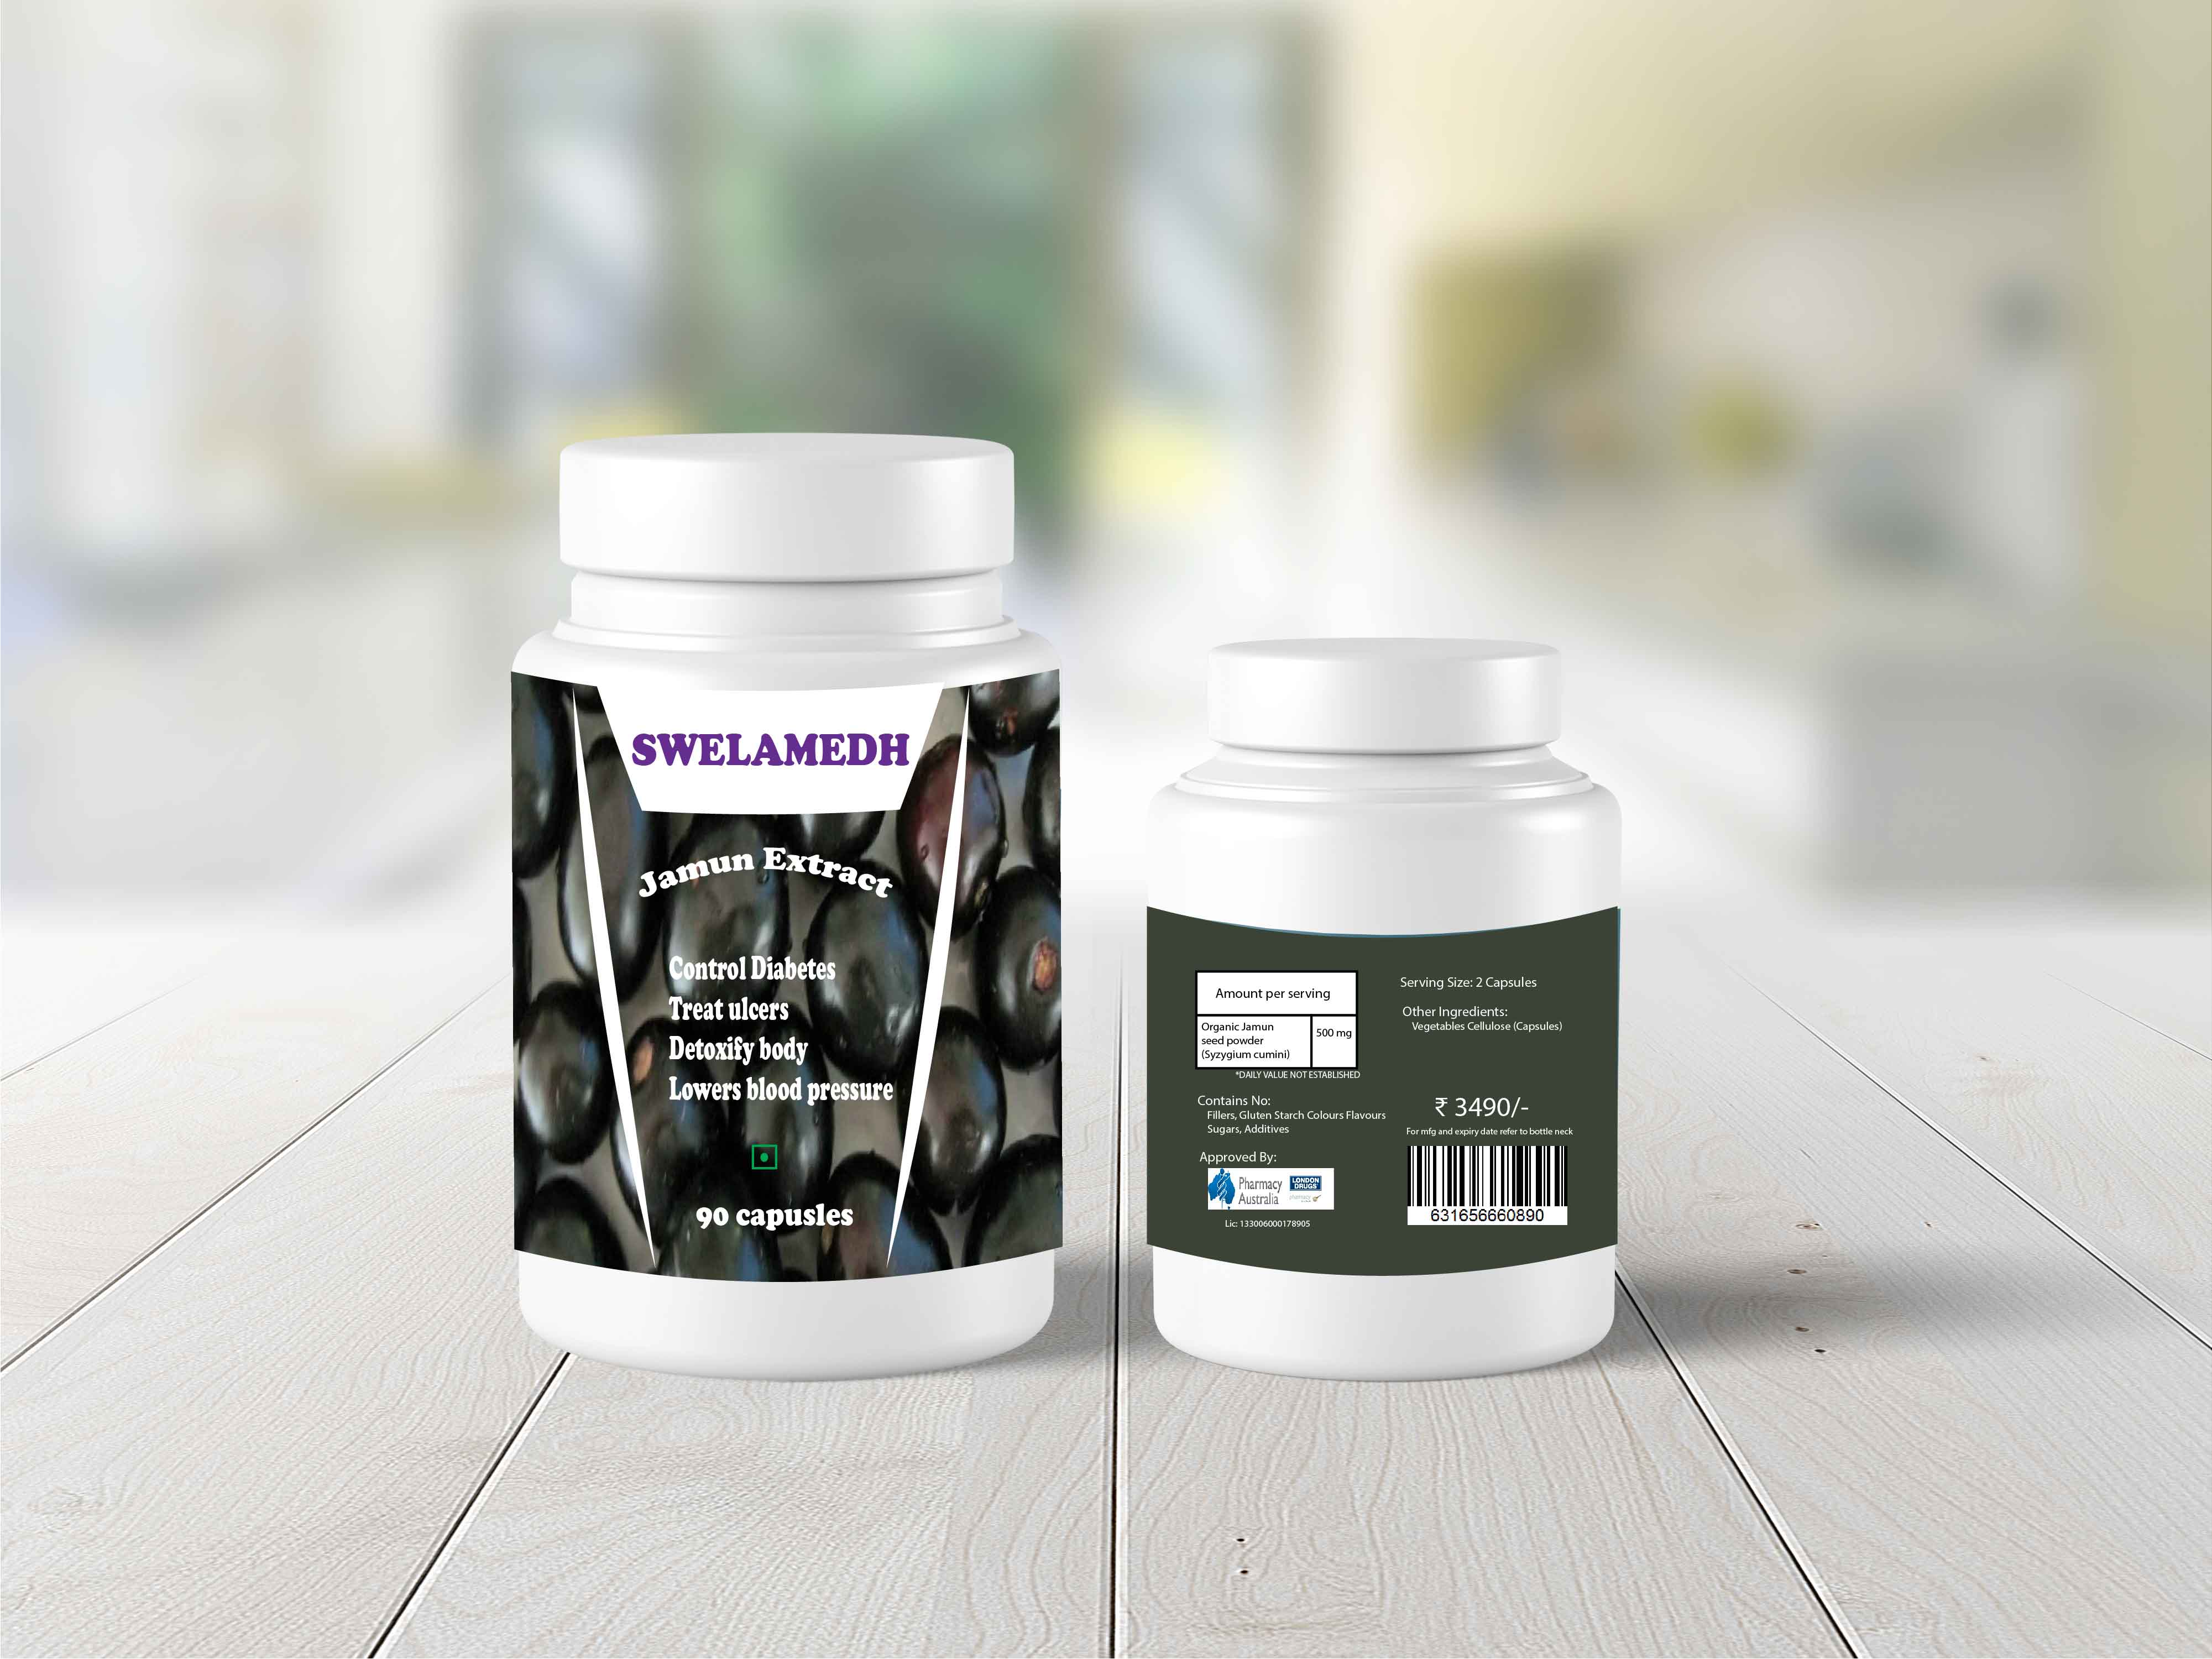 SWELAMEDH
Jamun Extract
Control Diabetes
Treat ulcers
Detoxify body
Lowers blood pressure
90 capusles
Amount per serving
Organic Jamun
seed powder
(Syzygium cumini)
500 mg
*DAILY VALUE NOT ESTABLISHED
Contains No:
Fillers, Gluten Starch Colours Flavours
Sugars, Additives
Approved By:
Pharmacy
Australia
LONDON
DRUGS
Lic: 133006000178905
Serving Size: 2 Capsules
Other Ingredients:
Vegetables Cellulose (Capsules)
₹ 3490/-
For mfg and expiry date refer to bottle neck
631656660890